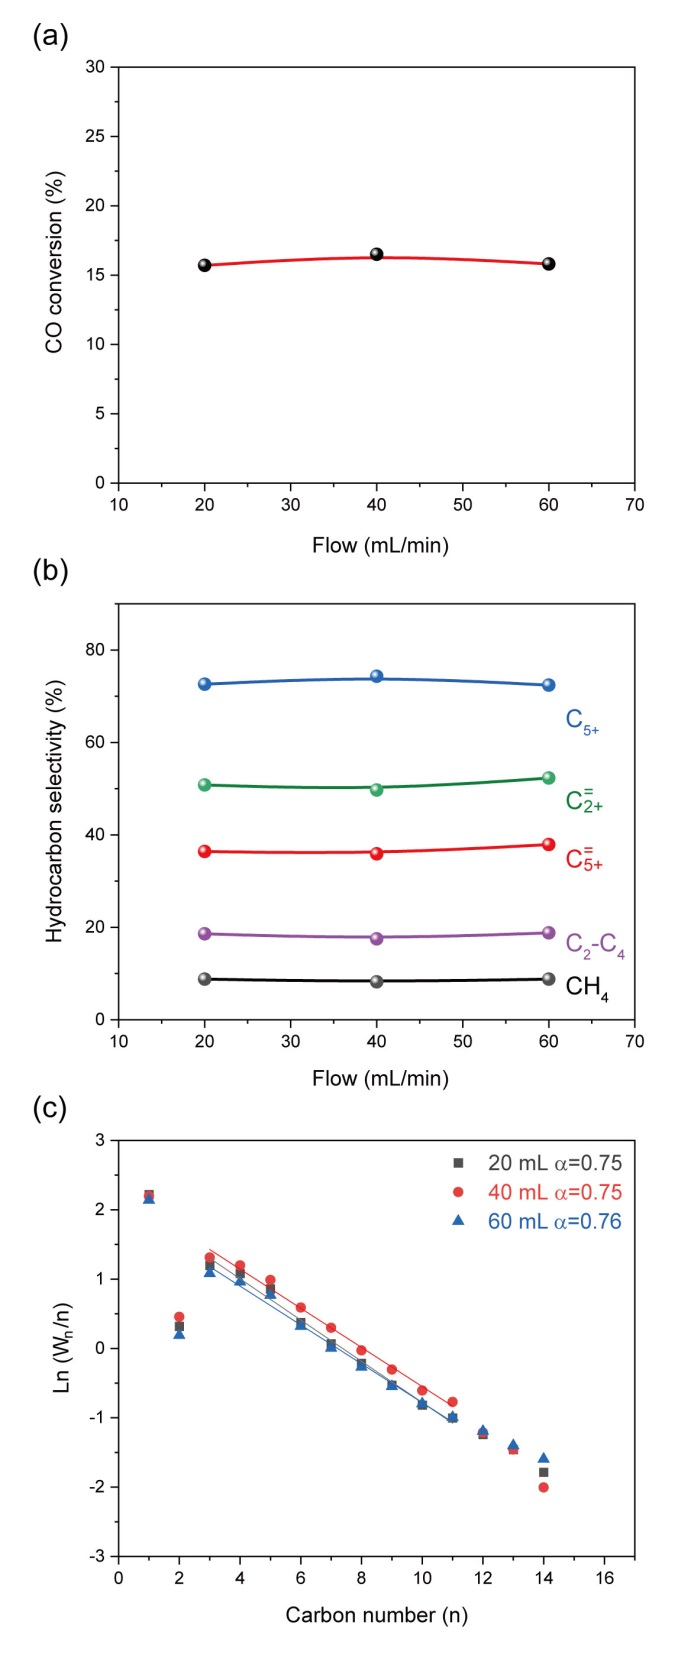 (a)
30
25
20
15
10
5
0
CO conversion (%)
10 20 30 40 50 60 70
Flow (mL/min)
(b)
80
60
40
20
0
Hydrocarbon selectivity (%)
C5+
C2+=
C5+=
C2-C4
CH4
10 20 30 40 50 60 70
Flow (mL/min)
(c)
3
2
1
0
-1
-2
-3
Ln (Wn/n)
20 mL α=0.75
40 mL α=0.75
60 mL α=0.76
0 2 4 6 8 10 12 14 16
Carbon number (n)